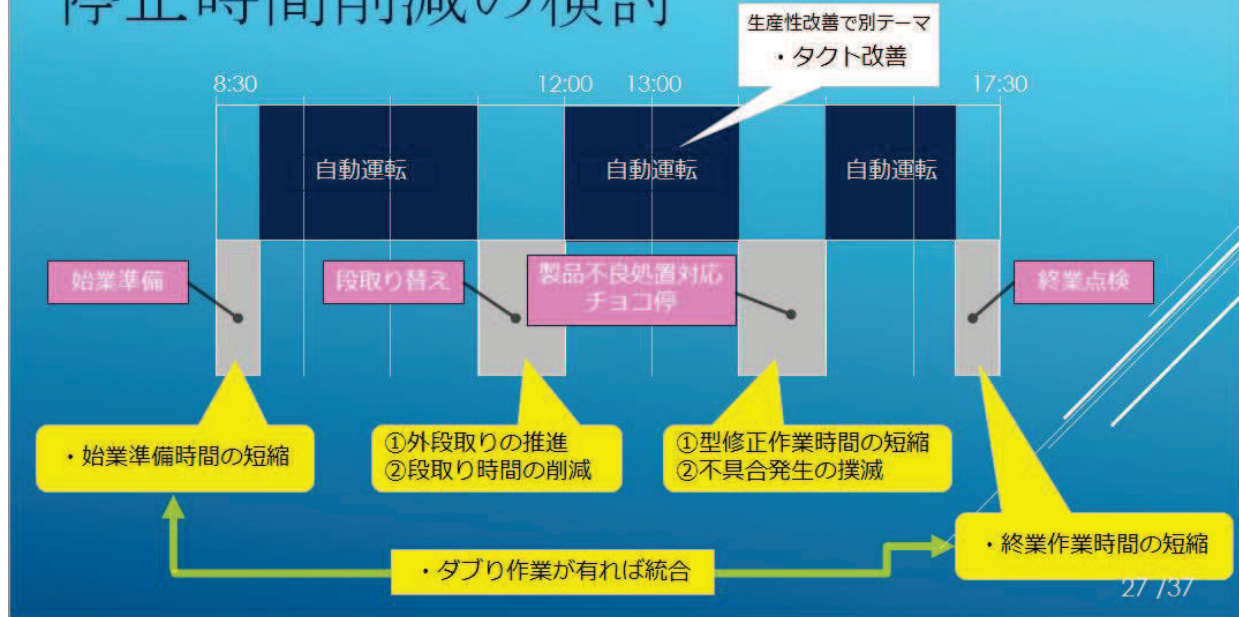 停止時間削減の検討
生産性改善で別テーマ
・タクト改善
8:30
12:00
13:00
17:30
自動運転
自動運転
自動運転
始業準備
段取り替え
製品不良処置対応
チョコ停
終業点検
・始業準備時間の短縮
①外段取りの推進
②段取り時間の削減
①型修正作業時間の短縮
②不具合発生の撲滅
・終業作業時間の短縮
・ダブり作業が有れば統合
27 /37